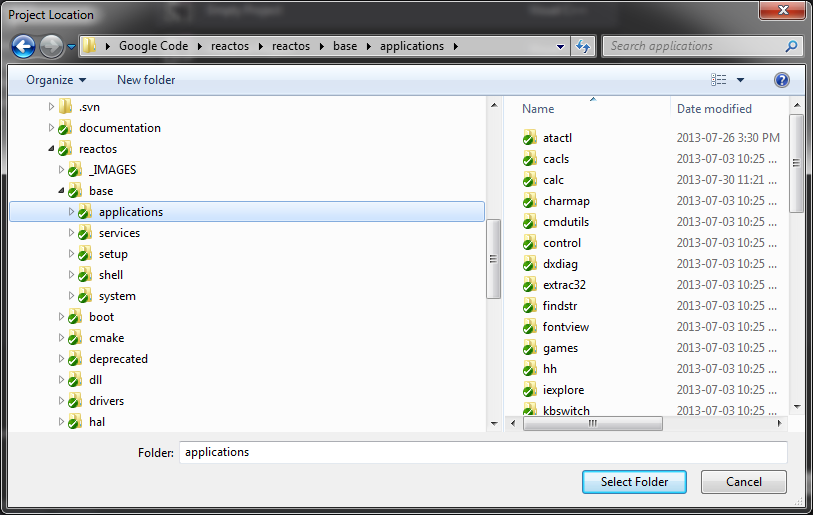 Project Location
Google Code reactos reactos base applications
Search applications
Organize New folder
.svn
documentation
reactos
_IMAGES
base
applications
services
setup
shell
system
boot
cmake
deprecated
dll
drivers
hal
Name Date modified
atactl 2013-07-26 3:30 PM
cacls 2013-07-03 10:25 ...
calc 2013-07-30 11:21 ...
charmap 2013-07-03 10:25 ...
cmdutils 2013-07-03 10:25 ...
control 2013-07-03 10:25 ...
dxdiag 2013-07-03 10:25 ...
extrac32 2013-07-03 10:25 ...
findstr 2013-07-03 10:25 ...
fontview 2013-07-03 10:25 ...
games 2013-07-03 10:25 ...
hh 2013-07-03 10:25 ...
iexplore 2013-07-03 10:25 ...
kbswitch 2013-07-03 10:25 ...
Folder: applications
Select Folder Cancel